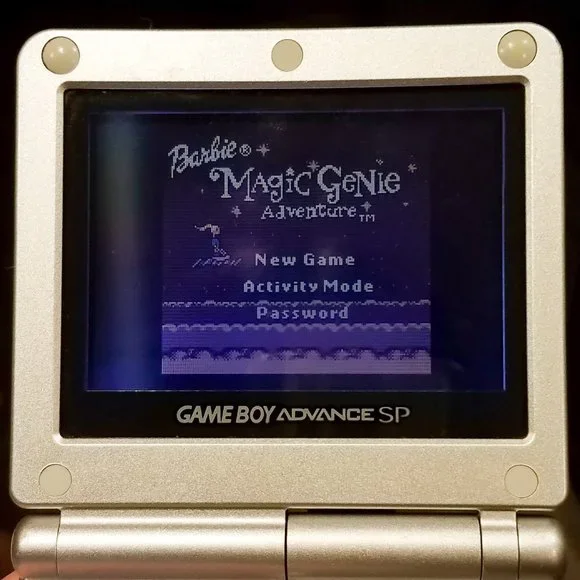 Barbie®
Magic Genie
Adventure™
New Game
Activity Mode
Password
GAME BOY ADVANCE SP